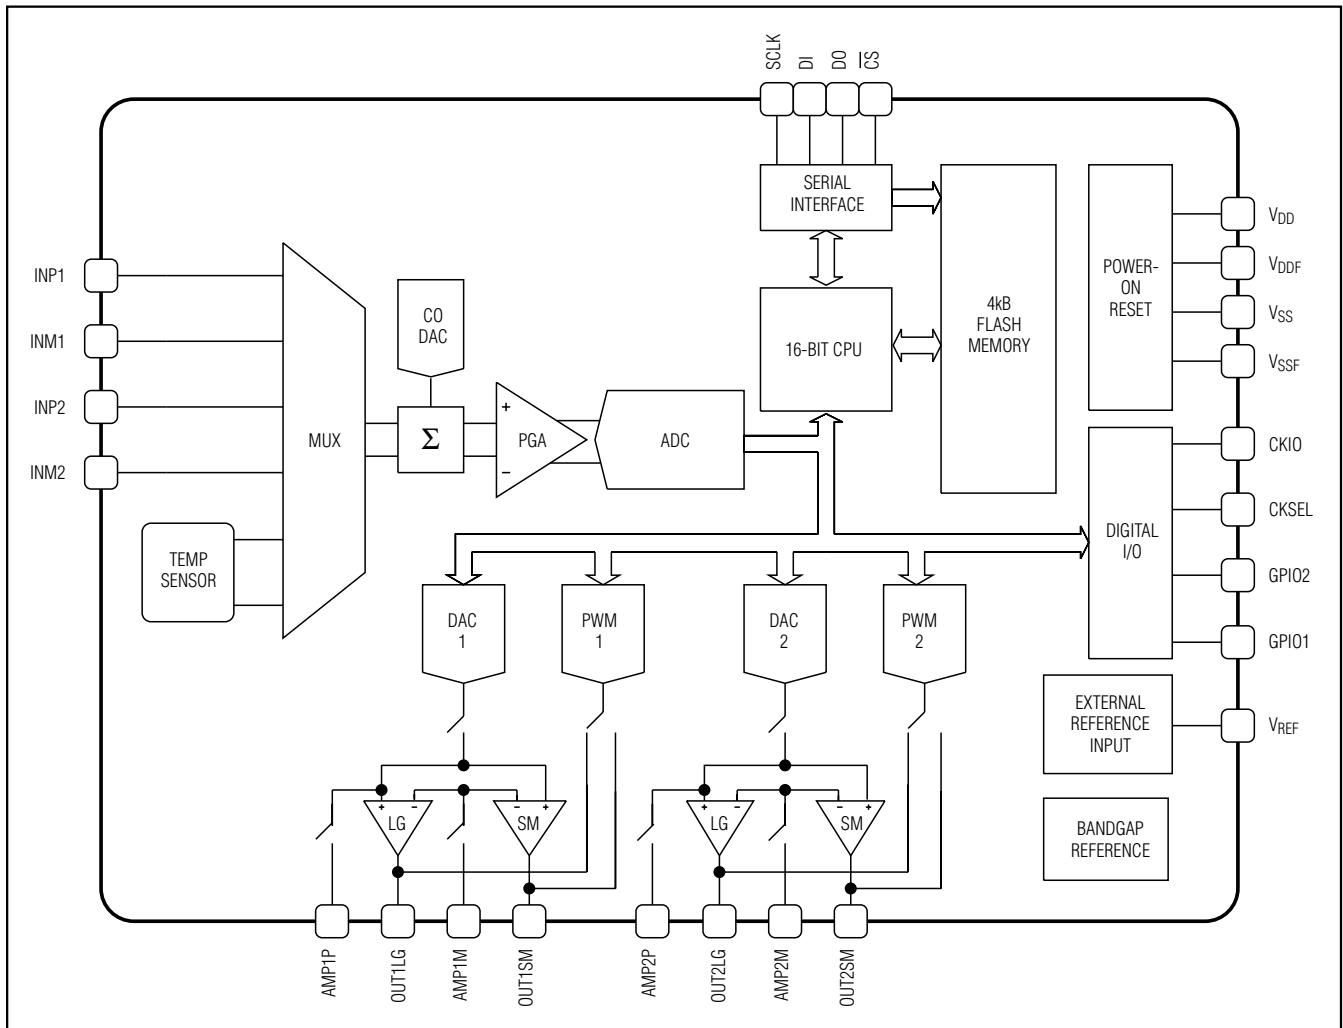 SCLK
DI
DO
CS
SERIAL
INTERFACE
4kB
FLASH
MEMORY
POWER-
ON
RESET
VDD
VDDF
VSS
VSSF
INP1
INM1
INP2
INM2
MUX
CO
DAC
Σ
+
PGA
−
ADC
16-BIT CPU
CKIO
CKSEL
GPIO2
GPIO1
DIGITAL
I/O
TEMP
SENSOR
DAC
1
PWM
1
DAC
2
PWM
2
EXTERNAL
REFERENCE
INPUT
VREF
BANDGAP
REFERENCE
+ −
LG
− +
SM
+ −
LG
− +
SM
AMP1P
OUT1LG
AMP1M
OUT1SM
AMP2P
OUT2LG
AMP2M
OUT2SM